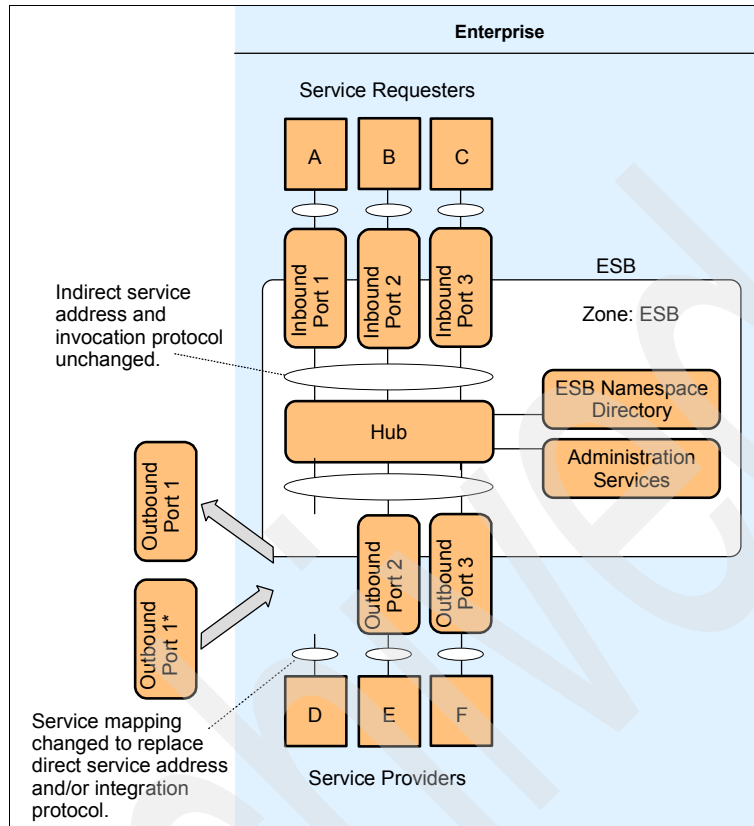 Enterprise
Service Requesters
A
B
C
Inbound
Port 1
Inbound
Port 2
Inbound
Port 3
ESB
Zone: ESB
Indirect service
address and
invocation protocol
unchanged.
ESB Namespace
Directory
Hub
Administration
Services
Outbound
Port 1
Outbound
Port 2
Outbound
Port 3
Outbound
Port 1*
D
E
F
Service mapping
changed to replace
direct service address
and/or integration
protocol.
Service Providers